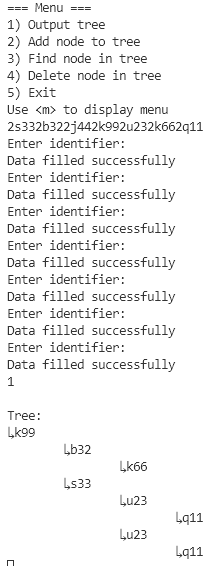 === Menu ===
1) Output tree
2) Add node to tree
3) Find node in tree
4) Delete node in tree
5) Exit
Use <m> to display menu
2s332b322j442k992u232k662q11
Enter identifier:
Data filled successfully
Enter identifier:
Data filled successfully
Enter identifier:
Data filled successfully
Enter identifier:
Data filled successfully
Enter identifier:
Data filled successfully
Enter identifier:
Data filled successfully
Enter identifier:
Data filled successfully
1

Tree:
↳k99
↳b32
↳k66
↳s33
↳u23
↳q11
↳u23
↳q11